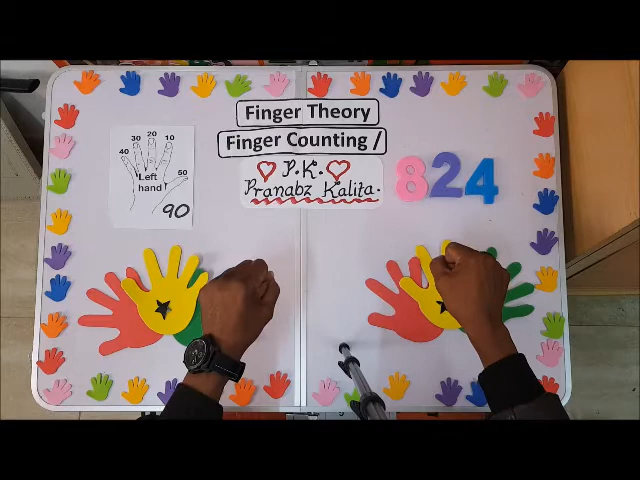 Finger Theory
Finger Counting /
P.K.
Pranabz Kalita.
824
20
30 10
40
50
Left
hand
90